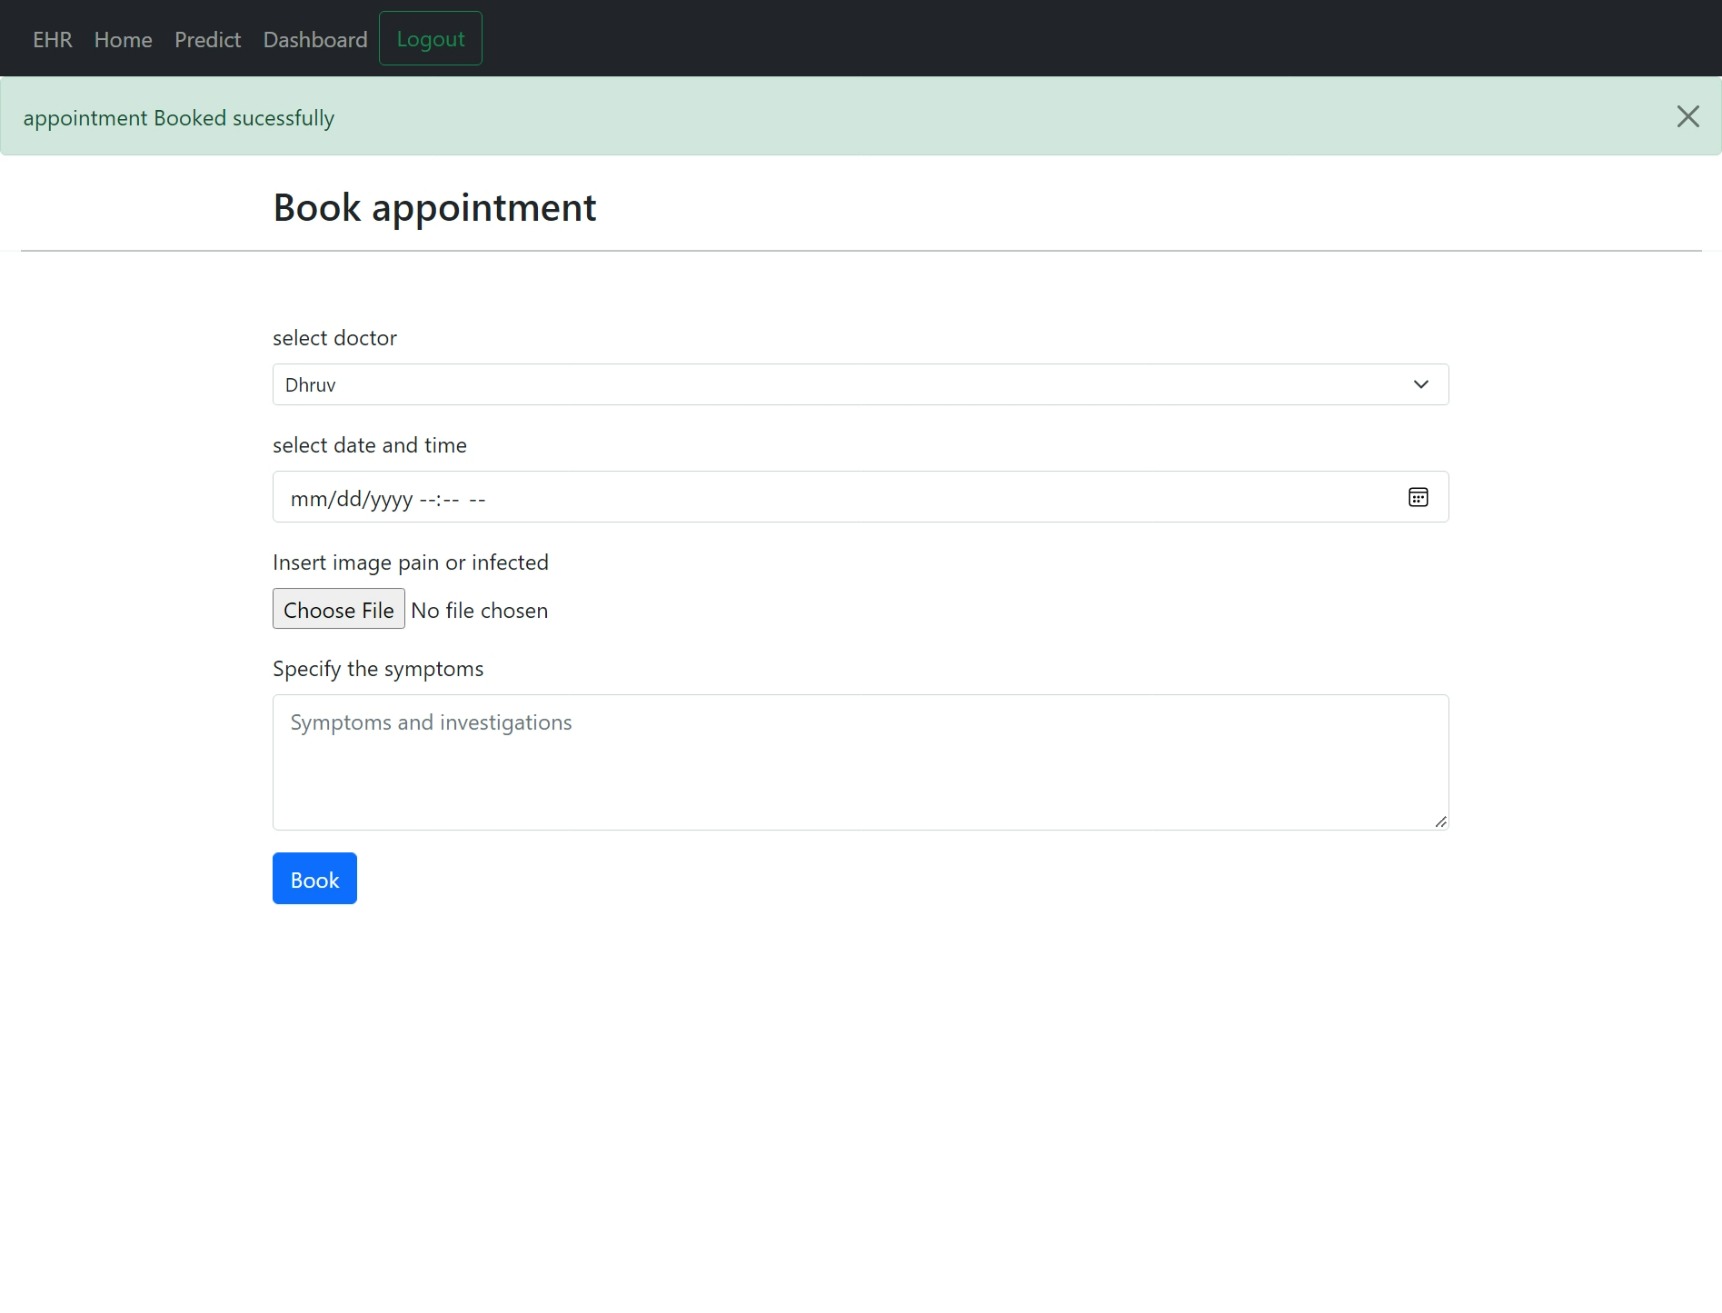 EHR Home Predict Dashboard Logout
appointment Booked sucessfully
Book appointment
select doctor
Dhruv
select date and time
mm/dd/yyyy --:-- --
Insert image pain or infected
Choose File No file chosen
Specify the symptoms
Symptoms and investigations
Book